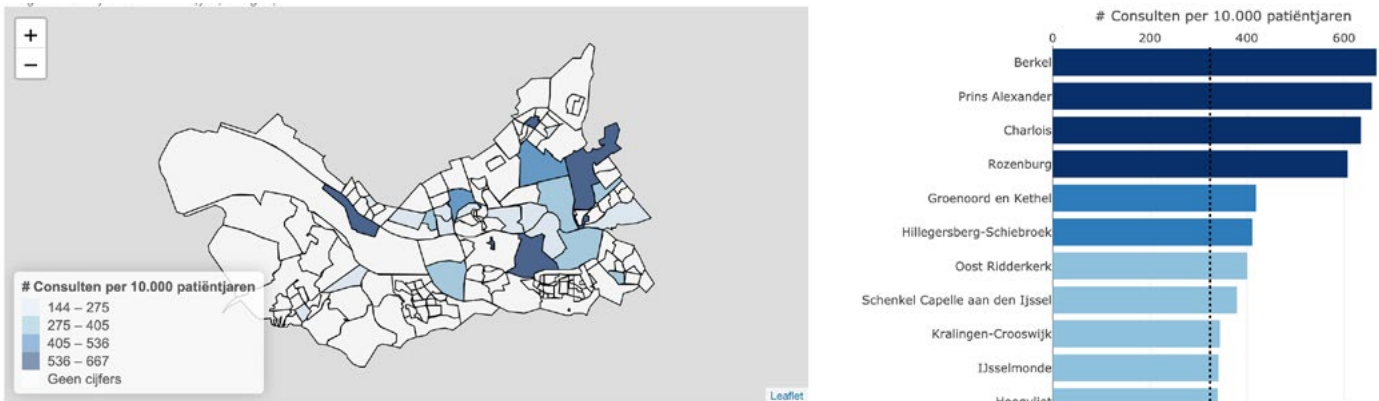 +
−
# Consulten per 10.000 patiëntjaren
144 – 275
275 – 405
405 – 536
536 – 667
Geen cijfers
Leaflet
# Consulten per 10.000 patiëntjaren
0 200 400 600
Berkel
Prins Alexander
Charlois
Rozenburg
Groenoord en Kethel
Hillegersberg-Schiebroek
Oost Ridderkerk
Schenkel Capelle aan den Ijssel
Kralingen-Crooswijk
IJsselmonde
Hoogvliet